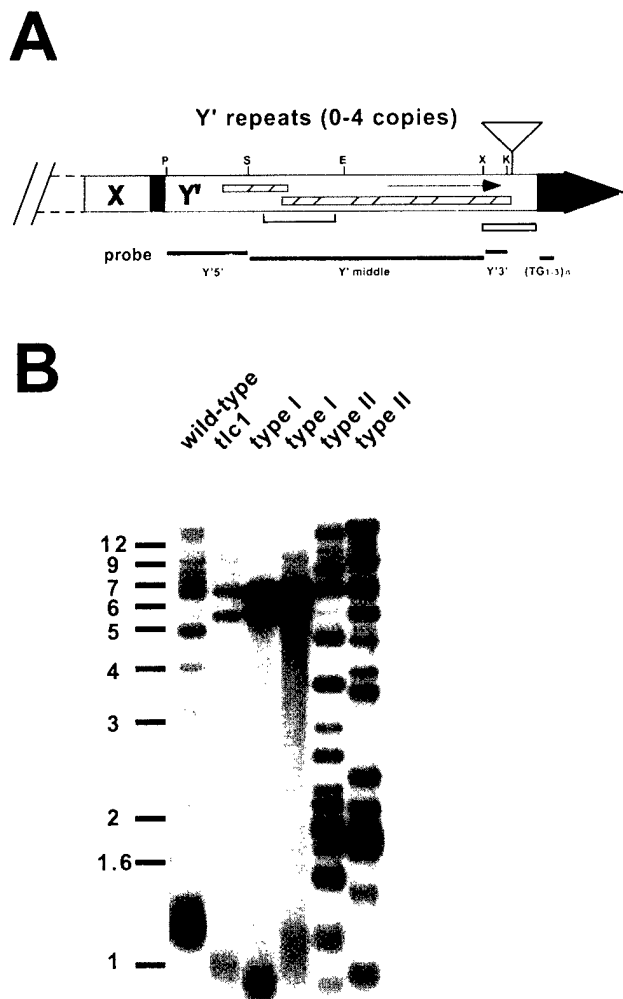 A
Y' repeats (0-4 copies)
P S E X K
X Y'
probe
Y'5' Y' middle Y'3' (TG1-3)n
B
wild-type
tlc1
type I
type I
type II
type II
12
9
7
6
5
4
3
2
1.6
1